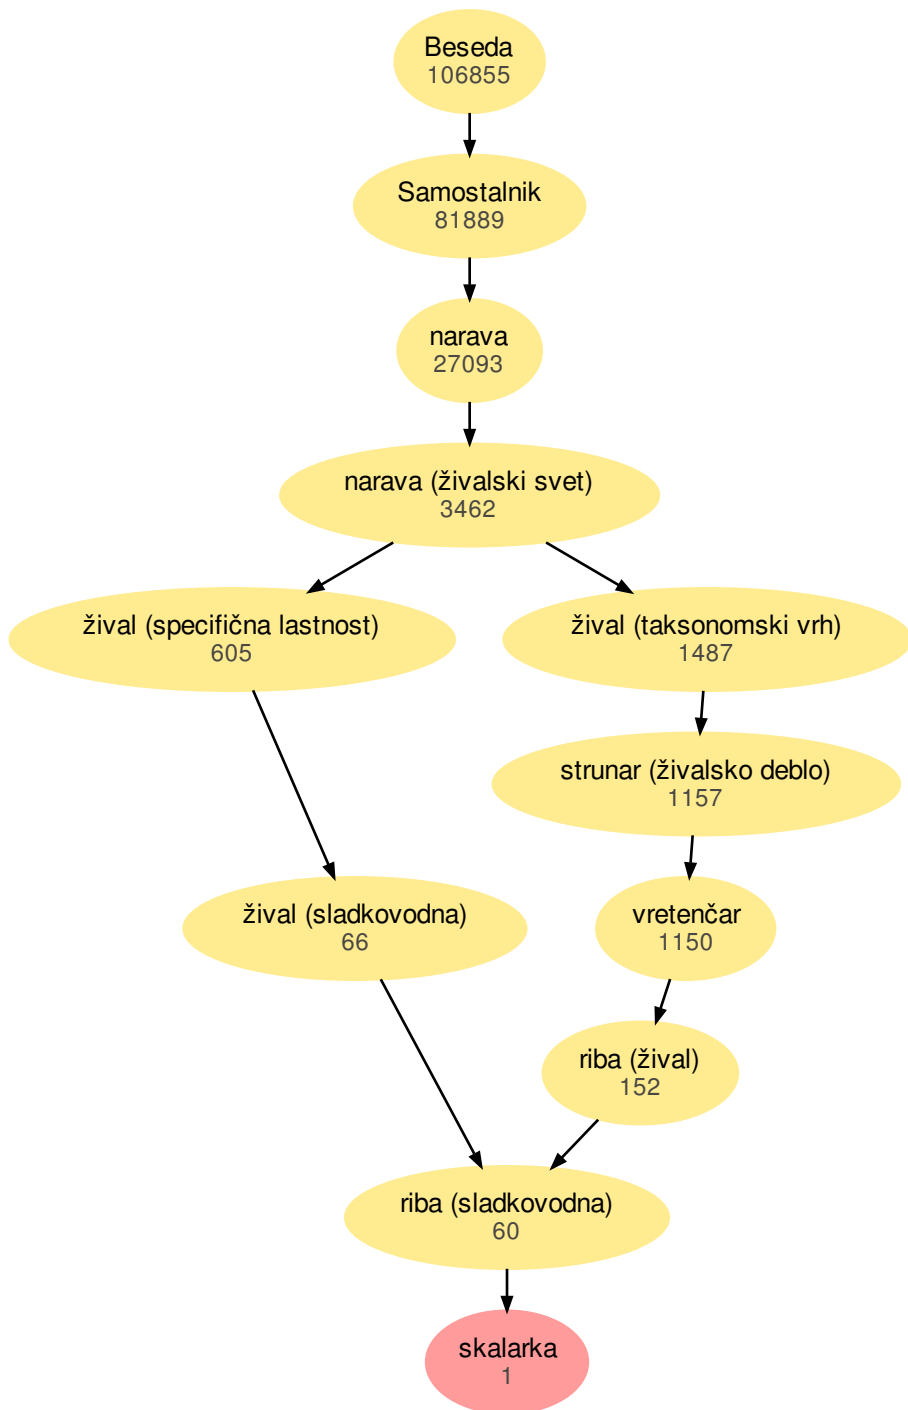 Beseda
106855
Samostalnik
81889
narava
27093
narava (živalski svet)
3462
žival (specifična lastnost)
605
žival (taksonomski vrh)
1487
strunar (živalsko deblo)
1157
žival (sladkovodna)
66
vretenčar
1150
riba (žival)
152
riba (sladkovodna)
60
skalarka
1